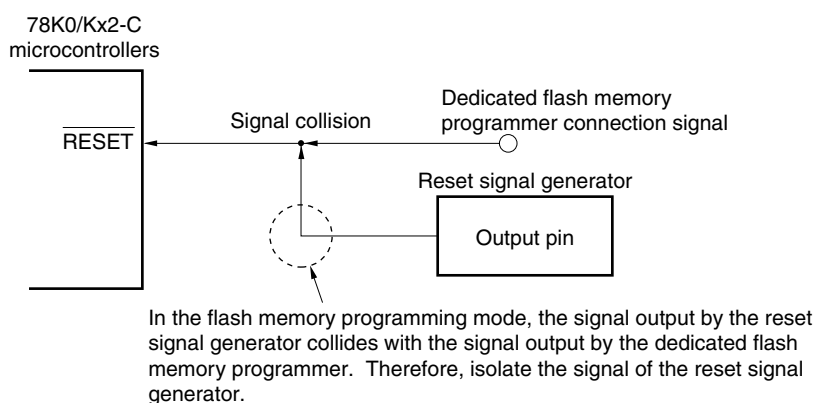 78K0/Kx2-C
microcontrollers
RESET
Signal collision
Dedicated flash memory
programmer connection signal
Reset signal generator
Output pin
In the flash memory programming mode, the signal output by the reset
signal generator collides with the signal output by the dedicated flash
memory programmer.  Therefore, isolate the signal of the reset signal
generator.